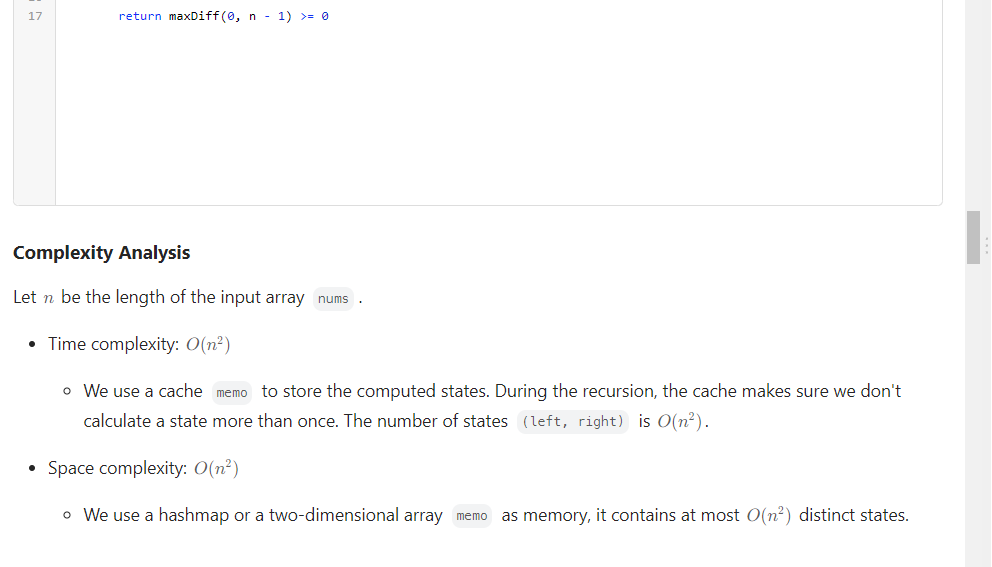 17 return maxDiff(0, n - 1) >= 0
Complexity Analysis
Let n be the length of the input array nums .
• Time complexity: O(n²)
◦ We use a cache memo to store the computed states. During the recursion, the cache makes sure we don't
calculate a state more than once. The number of states (left, right) is O(n²).
• Space complexity: O(n²)
◦ We use a hashmap or a two-dimensional array memo as memory, it contains at most O(n²) distinct states.